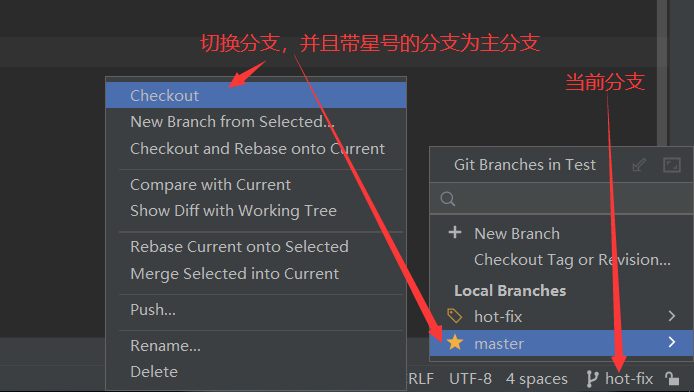 切换分支，并且带星号的分支为主分支
当前分支
Checkout
New Branch from Selected...
Checkout and Rebase onto Current
Compare with Current
Show Diff with Working Tree
Rebase Current onto Selected
Merge Selected into Current
Push...
Rename...
Delete
Git Branches in Test
New Branch
Checkout Tag or Revision...
Local Branches
hot-fix
master
RLF UTF-8 4 spaces hot-fix